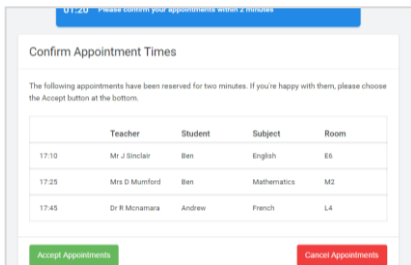 01:20 Please confirm your appointments within 2 minutes
Confirm Appointment Times
The following appointments have been reserved for two minutes. If you're happy with them, please choose
the Accept button at the bottom.
Teacher Student Subject Room
17:10 Mr J Sinclair Ben English E6
17:25 Mrs D Mumford Ben Mathematics M2
17:45 Dr R Mcnamara Andrew French L4
Accept Appointments Cancel Appointments